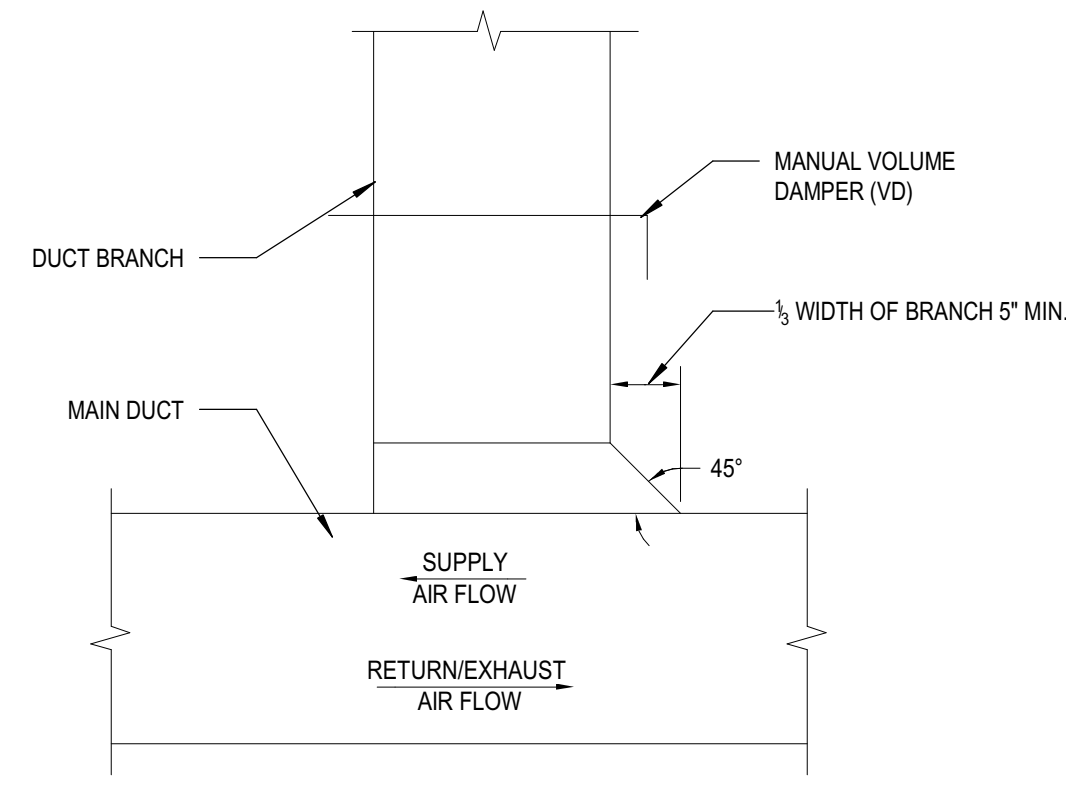 MANUAL VOLUME
DAMPER (VD)
DUCT BRANCH
⅓ WIDTH OF BRANCH 5" MIN.
MAIN DUCT
45°
SUPPLY
AIR FLOW
RETURN/EXHAUST
AIR FLOW